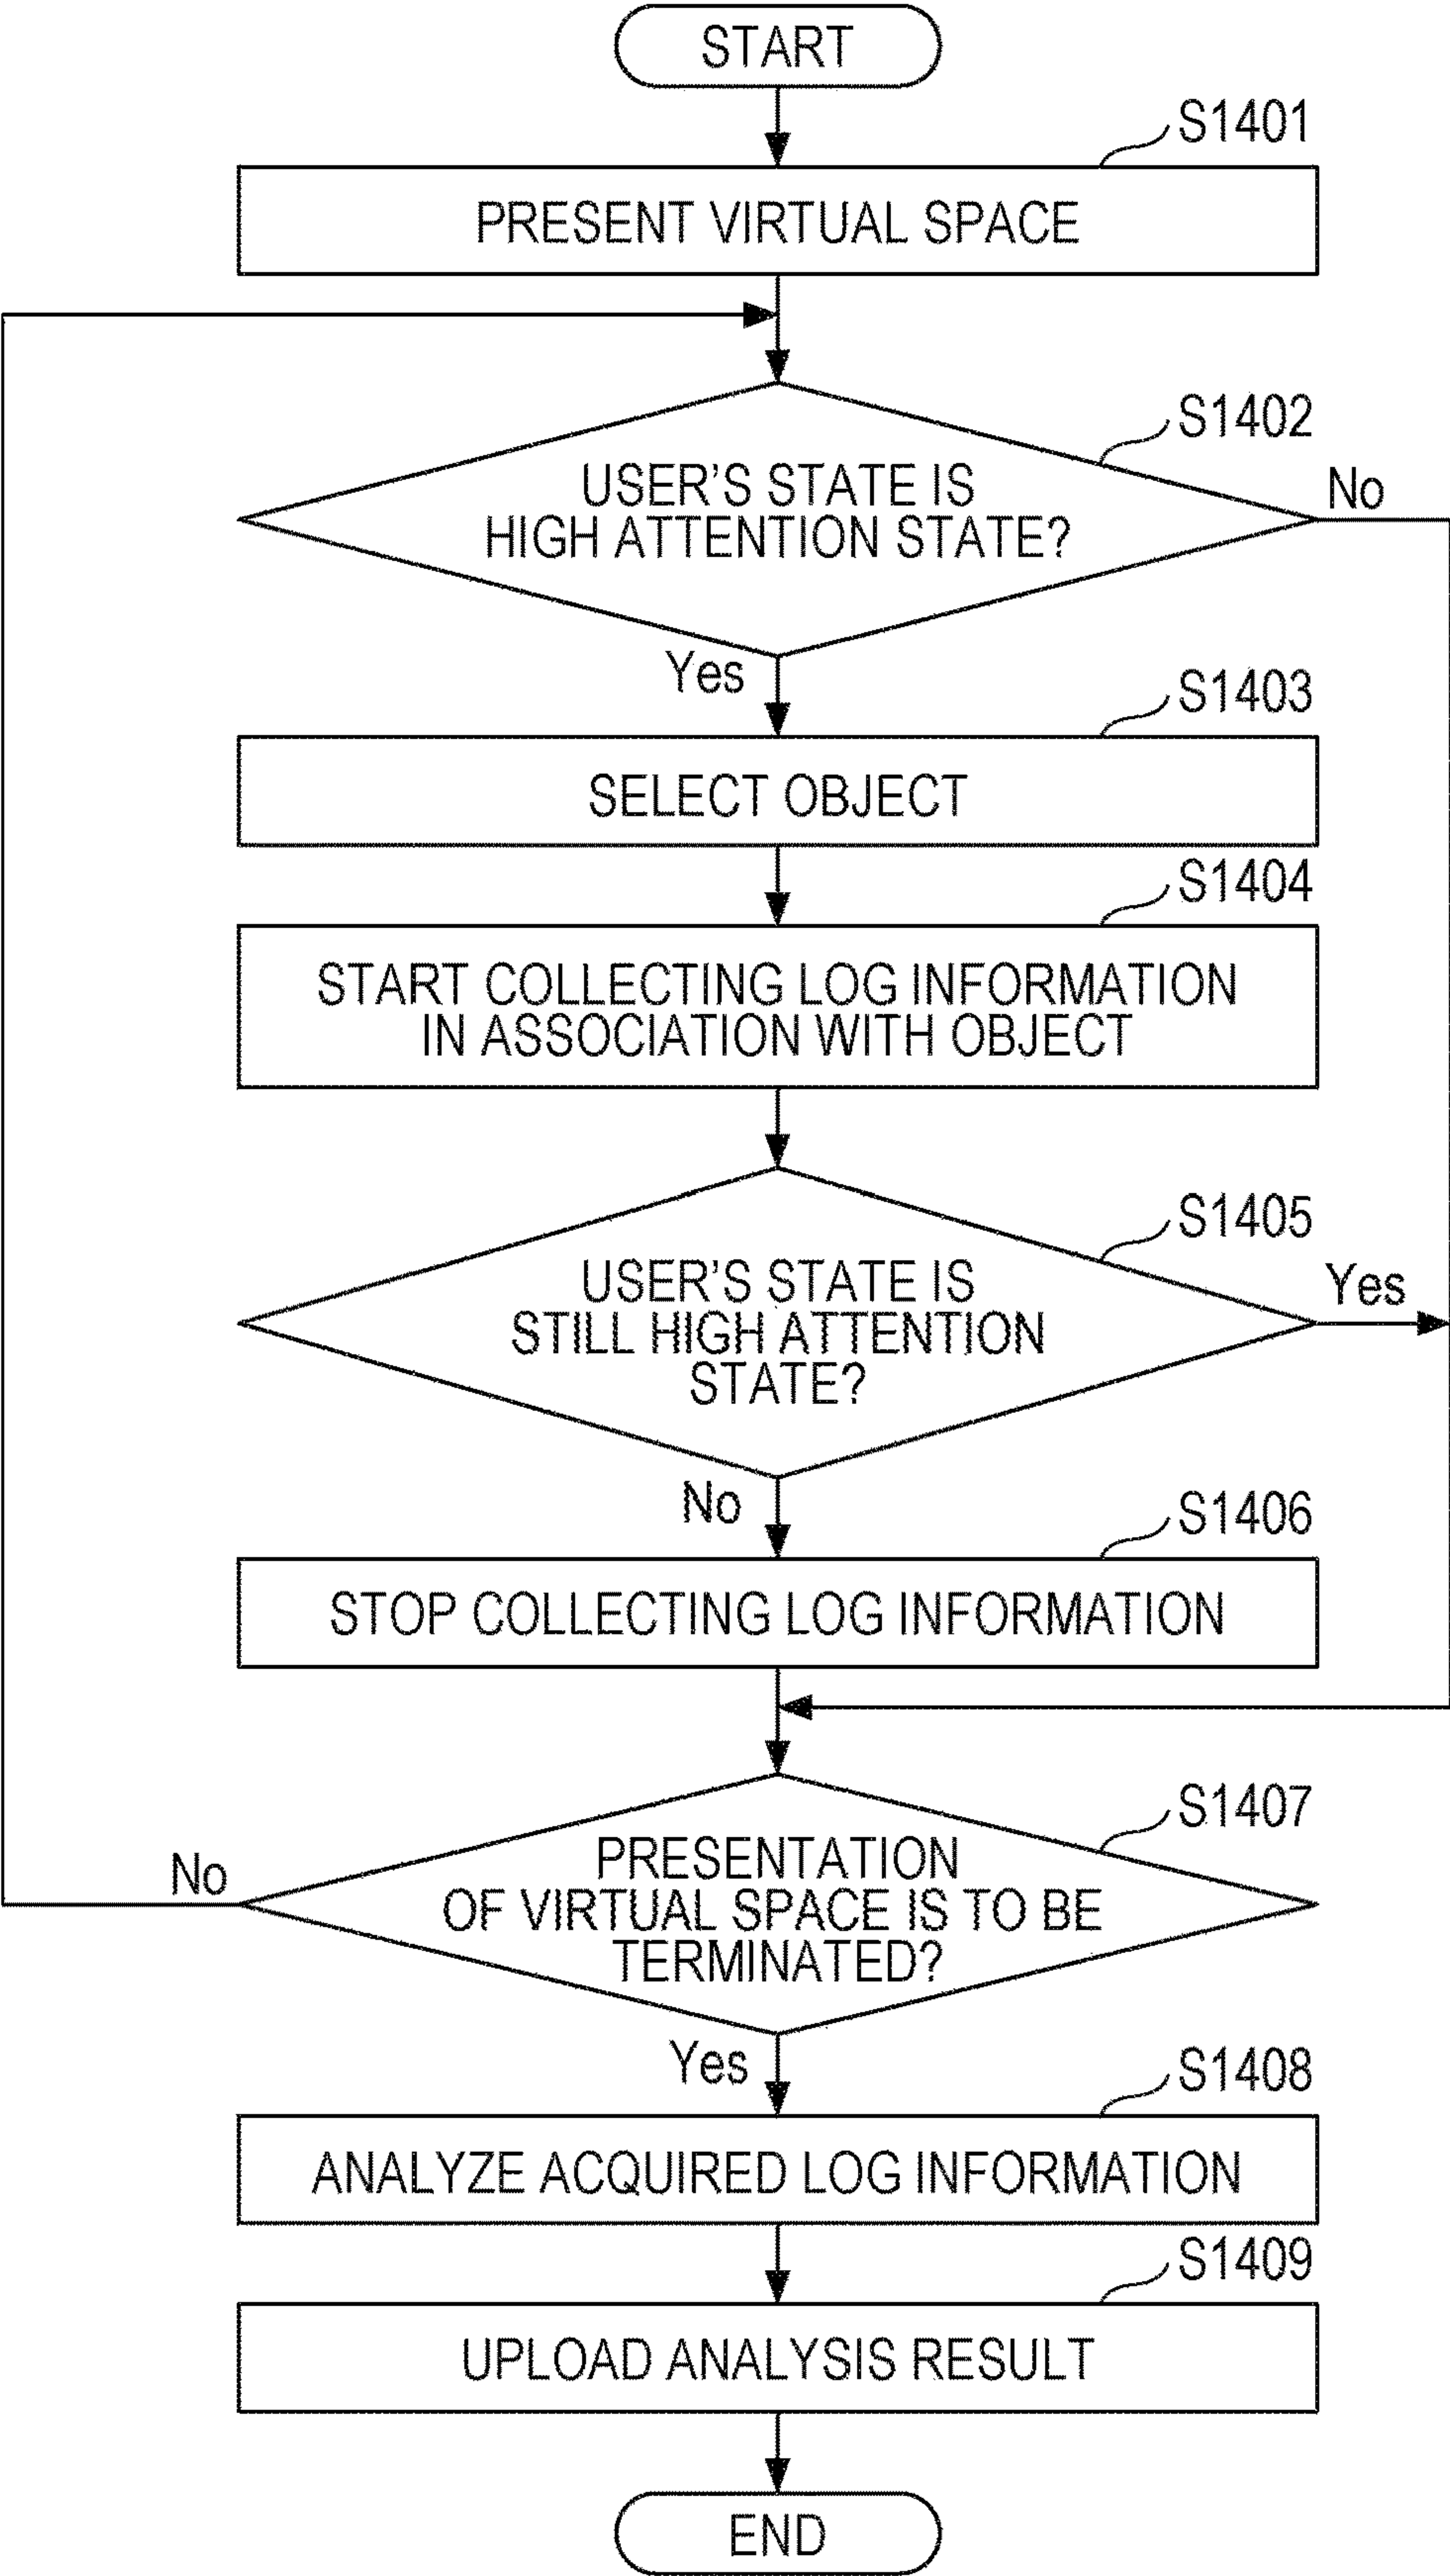 START
S1401
PRESENT VIRTUAL SPACE
S1402
USER'S STATE IS
HIGH ATTENTION STATE?
No
Yes
S1403
SELECT OBJECT
S1404
START COLLECTING LOG INFORMATION
IN ASSOCIATION WITH OBJECT
S1405
USER'S STATE IS
STILL HIGH ATTENTION
STATE?
Yes
No
S1406
STOP COLLECTING LOG INFORMATION
S1407
PRESENTATION
OF VIRTUAL SPACE IS TO BE
TERMINATED?
No
Yes
S1408
ANALYZE ACQUIRED LOG INFORMATION
S1409
UPLOAD ANALYSIS RESULT
END